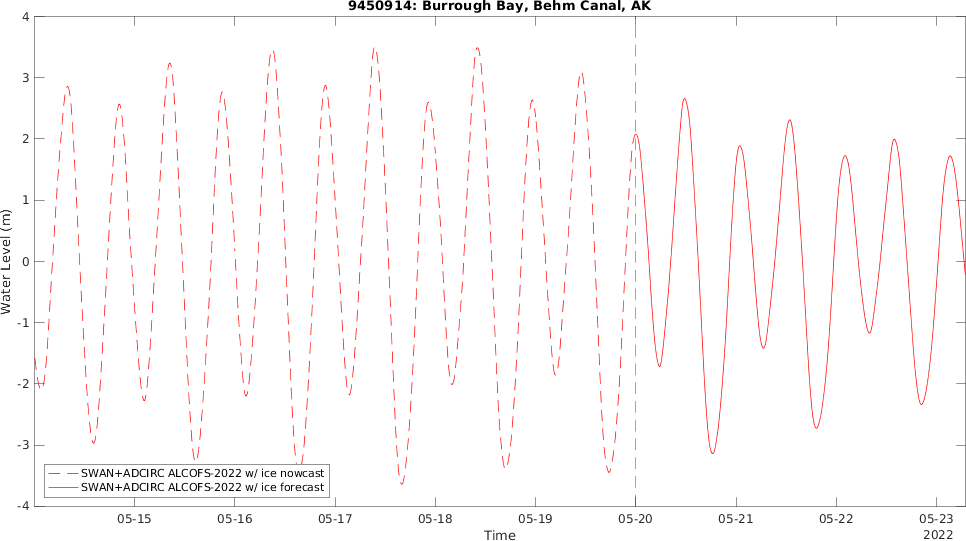 9450914: Burrough Bay, Behm Canal, AK
4
3
2
1
0
-1
-2
-3
-4
Water Level (m)
SWAN+ADCIRC ALCOFS-2022 w/ ice nowcast
SWAN+ADCIRC ALCOFS-2022 w/ ice forecast
05-15 05-16 05-17 05-18 05-19 05-20 05-21 05-22 05-23
Time 2022